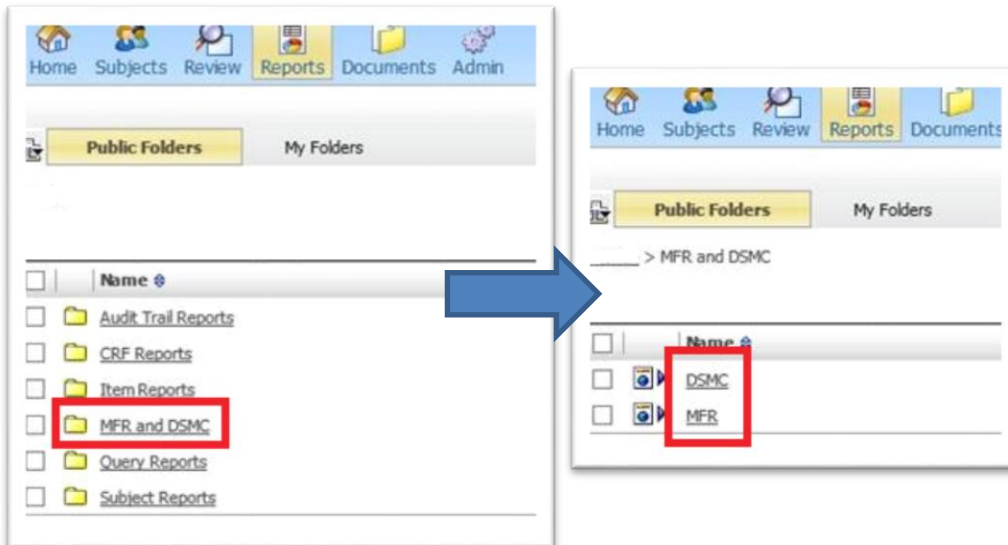 Home Subjects Review Reports Documents Admin
Public Folders My Folders
Name
Audit Trail Reports
CRF Reports
Item Reports
MFR and DSMC
Query Reports
Subject Reports
Home Subjects Review Reports Documents
Public Folders My Folders
> MFR and DSMC
Name
DSMC
MFR